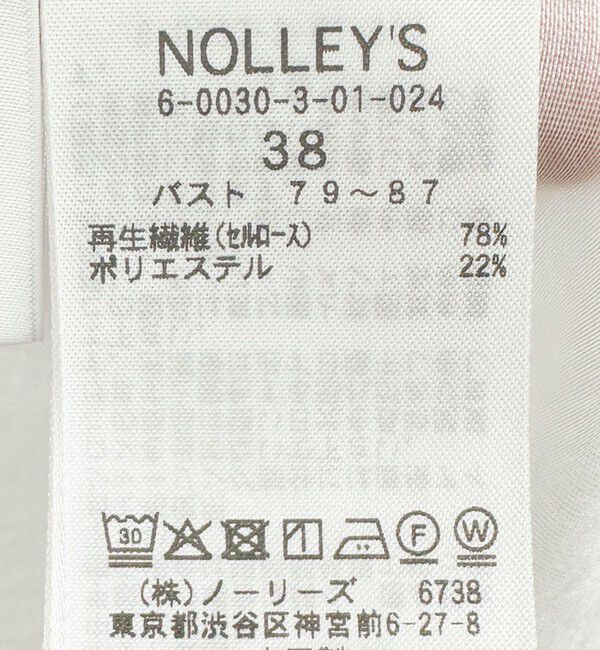 NOLLEY'S
6-0030-3-01-024
38
バスト 79～87
再生繊維(セルロース) 78%
ポリエステル 22%
30 F W
(株)ノーリーズ 6738
東京都渋谷区神宮前6-27-8